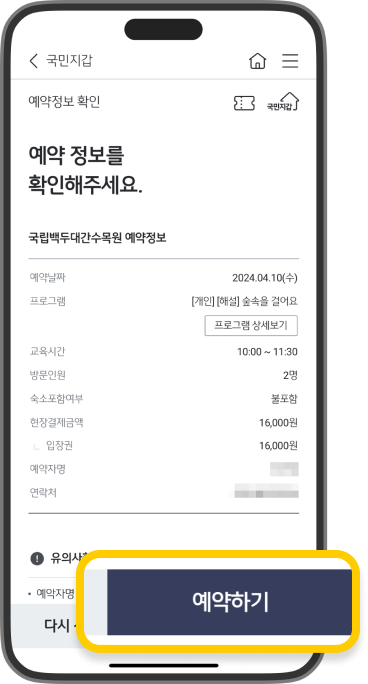 국민지갑
예약정보 확인
국민지갑
예약 정보를
확인해주세요.
국립백두대간수목원 예약정보
예약날짜 2024.04.10(수)
프로그램 [개인] [해설] 숲속을 걸어요
프로그램 상세보기
교육시간 10:00 ~ 11:30
방문인원 2명
숙소포함여부 불포함
현장결제금액 16,000원
입장권 16,000원
예약자명
연락처
유의사
• 예약자명
다시
예약하기